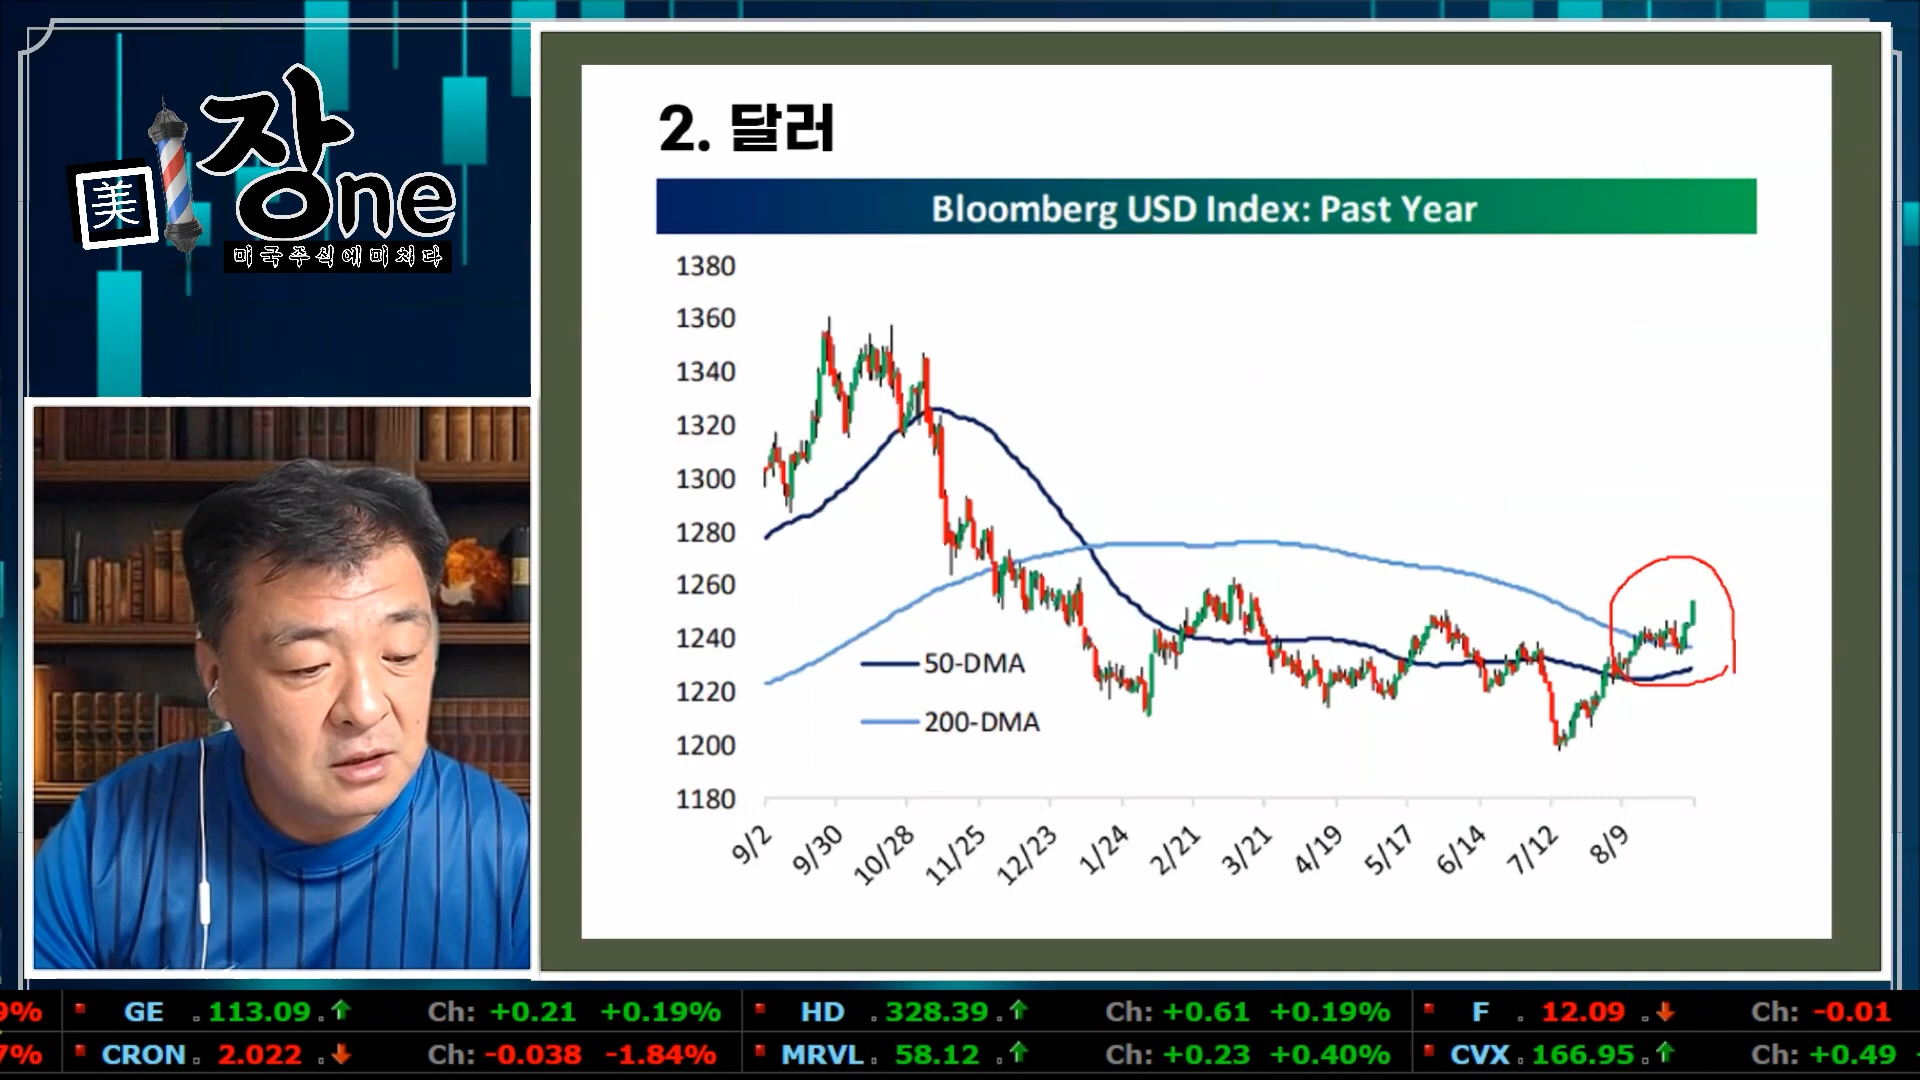 美
장one
미국주식에미치다
2. 달러
Bloomberg USD Index: Past Year
1380
1360
1340
1320
1300
1280
1260
1240
1220
1200
1180
50-DMA
200-DMA
9/2 9/30 10/28 11/25 12/23 1/24 2/21 3/21 4/19 5/17 6/14 7/12 8/9
9% GE 113.09 Ch: +0.21 +0.19% HD 328.39 Ch: +0.61 +0.19% F 12.09 Ch: -0.01
7% CRON 2.022 Ch: -0.038 -1.84% MRVL 58.12 Ch: +0.23 +0.40% CVX 166.95 Ch: +0.49